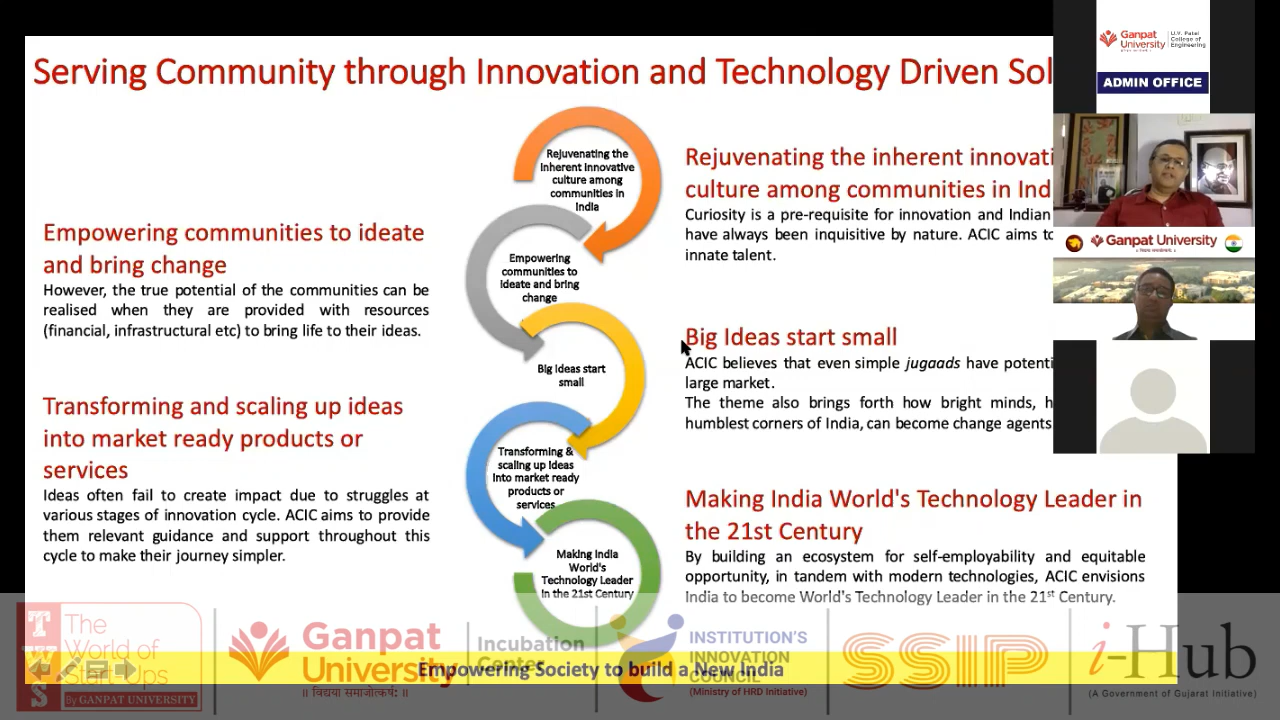 Serving Community through Innovation and Technology Driven
Rejuvenating the
inherent innovative
culture among
communities in
India
Empowering
communities to
ideate and bring
change
Big Ideas start
small
Transforming &
scaling up ideas
into market ready
products or
services
Making India
World's
Technology Leader
in the 21st Century
Empowering communities to ideate
and bring change
However, the true potential of the communities can be
realised when they are provided with resources
(financial, infrastructural etc) to bring life to their ideas.
Transforming and scaling up ideas
into market ready products or
services
Ideas often fail to create impact due to struggles at
various stages of innovation cycle. ACIC aims to provide
them relevant guidance and support throughout this
cycle to make their journey simpler.
Rejuvenating the inherent
culture among communities in
Curiosity is a pre-requisite for innovation and Indian
have always been inquisitive by nature. ACIC aims
innate talent.
Big Ideas start small
ACIC believes that even simple jugaads have
large market.
The theme also brings forth how bright minds,
humblest corners of India, can become change agents
Making India World's Technology Leader in
the 21st Century
By building an ecosystem for self-employability and equitable
opportunity, in tandem with modern technologies, ACIC envisions
India to become World's Technology Leader in the 21st Century.
Ganpat University
U.V. Patel College of Engineering
ADMIN OFFICE
Ganpat University
TWS
The
World of
Start-Ups
By GANPAT UNIVERSITY
Ganpat
University
॥ विद्यया समाजोत्कर्षः ॥
Incubation
Center
Empowering Society to build a New India
INSTITUTION'S
INNOVATION
COUNCIL
(Ministry of HRD Initiative)
SSIP
i-Hub
(A Government of Gujarat Initiative)